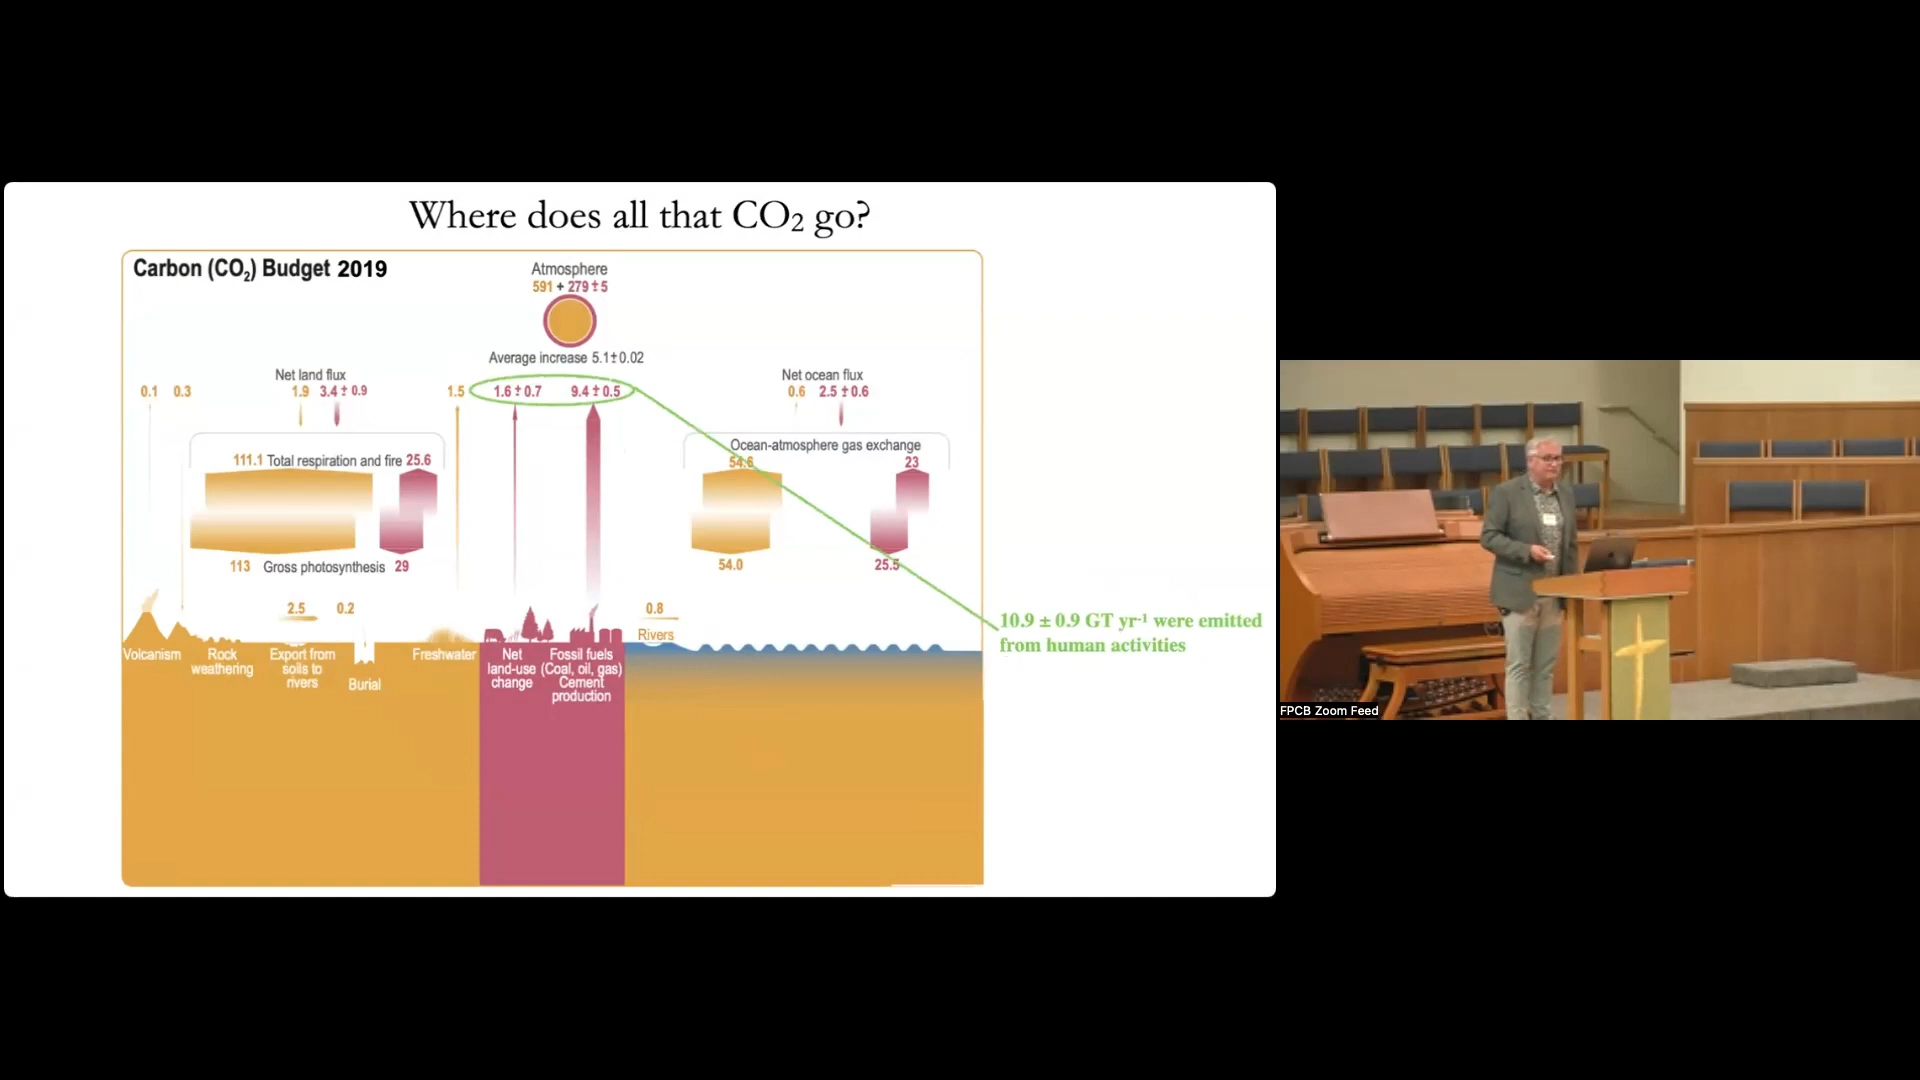 Where does all that CO₂ go?
Carbon (CO₂) Budget 2019
Atmosphere
591 + 279 ± 5
Average increase 5.1 ± 0.02
Net land flux
0.1 0.3 1.9 3.4 ± 0.9 1.5 1.6 ± 0.7 9.4 ± 0.5
Net ocean flux
0.6 2.5 ± 0.6
111.1 Total respiration and fire 25.6
Ocean-atmosphere gas exchange
54.6 23
113 Gross photosynthesis 29
54.0 25.5
2.5 0.2 0.8
Rivers
10.9 ± 0.9 GT yr⁻¹ were emitted
from human activities
Volcanism
Rock
weathering
Export from
soils to
rivers
Burial
Freshwater
Net
land-use
change
Fossil fuels
(Coal, oil, gas)
Cement
production
FPCB Zoom Feed